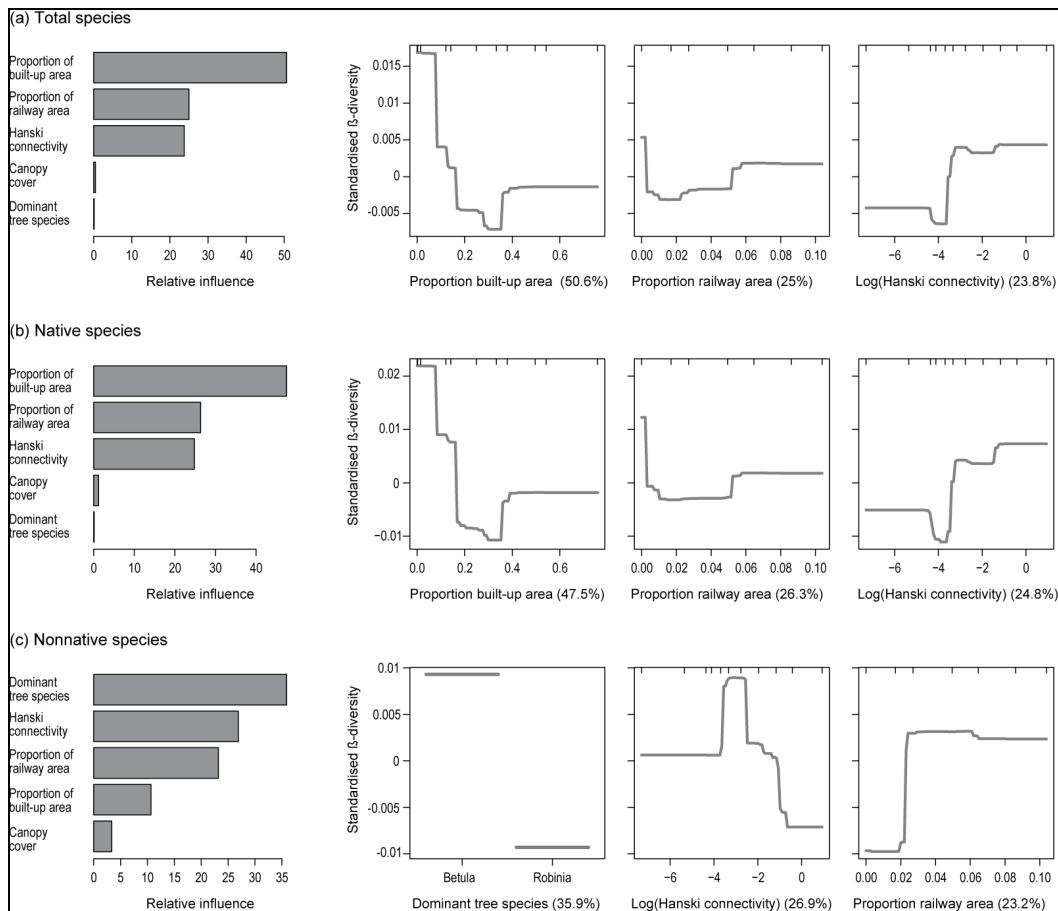 (a) Total species
Proportion of
built-up area
Proportion of
railway area
Hanski
connectivity
Canopy
cover
Dominant
tree species
0 10 20 30 40 50
Relative influence
Standardised ß-diversity
0.015
0.010
0.005
0
-0.005
0.0 0.2 0.4 0.6
Proportion built-up area (50.6%)
0.00 0.02 0.04 0.06 0.08 0.10
Proportion railway area (25%)
−6 −4 −2 0
Log(Hanski connectivity) (23.8%)
(b) Native species
Proportion of
built-up area
Proportion of
railway area
Hanski
connectivity
Canopy
cover
Dominant
tree species
0 10 20 30 40
Relative influence
Standardised ß-diversity
0.02
0.01
0
−0.01
0.0 0.2 0.4 0.6
Proportion built-up area (47.5%)
0.00 0.02 0.04 0.06 0.08 0.10
Proportion railway area (26.3%)
−6 −4 −2 0
Log(Hanski connectivity) (24.8%)
(c) Nonnative species
Dominant
tree species
Hanski
connectivity
Proportion of
railway area
Proportion of
built-up area
Canopy
cover
0 5 10 15 20 25 30 35
Relative influence
Standardised ß-diversity
0.01
0.005
0
-0.005
-0.01
Betula Robinia
Dominant tree species (35.9%)
−6 −4 −2 0
Log(Hanski connectivity) (26.9%)
0.00 0.02 0.04 0.06 0.08 0.10
Proportion railway area (23.2%)